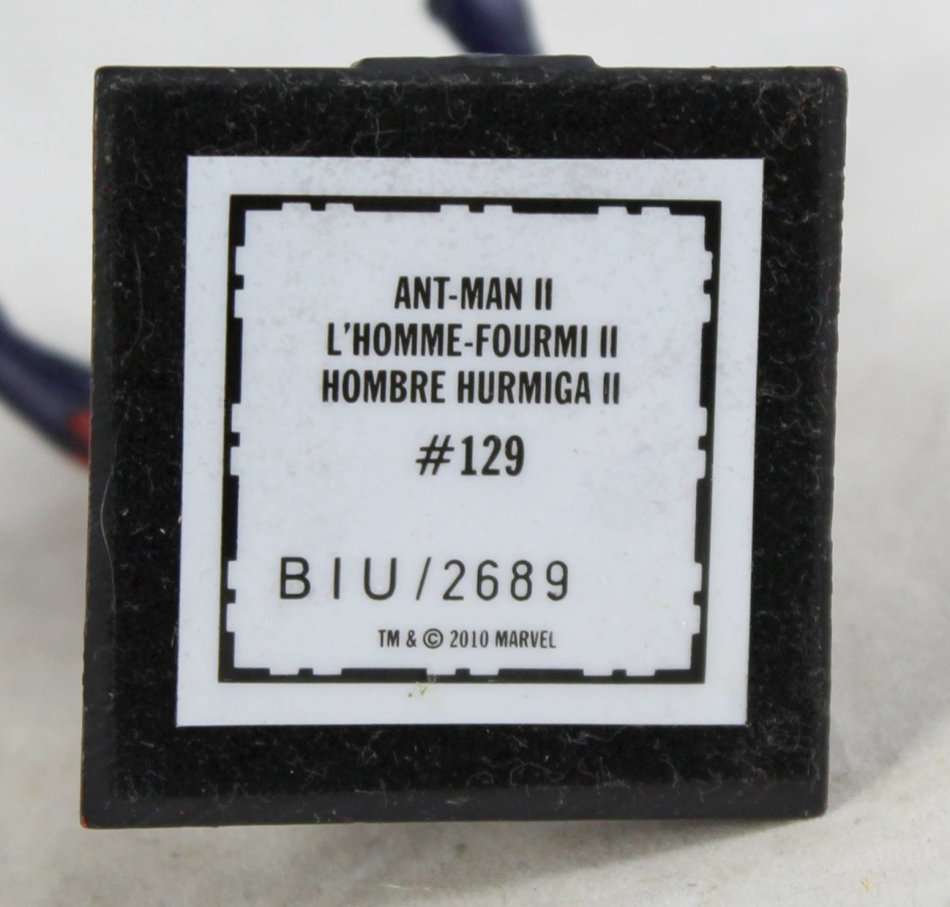 ANT-MAN II
L'HOMME-FOURMI II
HOMBRE HURMIGA II
#129
BIU/2689
TM & © 2010 MARVEL